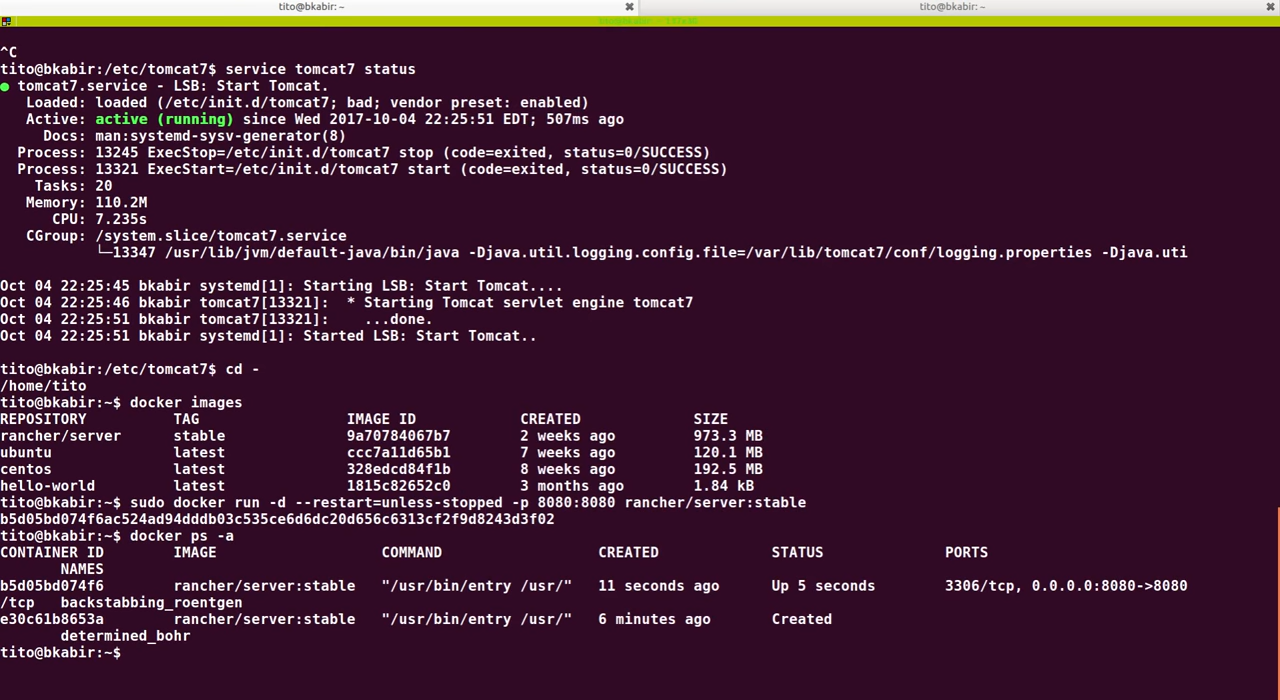 tito@bkabir: ~
tito@bkabir: ~
^C
tito@bkabir:/etc/tomcat7$ service tomcat7 status
● tomcat7.service - LSB: Start Tomcat.
   Loaded: loaded (/etc/init.d/tomcat7; bad; vendor preset: enabled)
   Active: active (running) since Wed 2017-10-04 22:25:51 EDT; 507ms ago
     Docs: man:systemd-sysv-generator(8)
  Process: 13245 ExecStop=/etc/init.d/tomcat7 stop (code=exited, status=0/SUCCESS)
  Process: 13321 ExecStart=/etc/init.d/tomcat7 start (code=exited, status=0/SUCCESS)
    Tasks: 20
   Memory: 110.2M
      CPU: 7.235s
   CGroup: /system.slice/tomcat7.service
           └─13347 /usr/lib/jvm/default-java/bin/java -Djava.util.logging.config.file=/var/lib/tomcat7/conf/logging.properties -Djava.uti
Oct 04 22:25:45 bkabir systemd[1]: Starting LSB: Start Tomcat....
Oct 04 22:25:46 bkabir tomcat7[13321]:  * Starting Tomcat servlet engine tomcat7
Oct 04 22:25:51 bkabir tomcat7[13321]:    ...done.
Oct 04 22:25:51 bkabir systemd[1]: Started LSB: Start Tomcat..
tito@bkabir:/etc/tomcat7$ cd -
/home/tito
tito@bkabir:~$ docker images
REPOSITORY          TAG                 IMAGE ID            CREATED             SIZE
rancher/server      stable              9a70784067b7        2 weeks ago         973.3 MB
ubuntu              latest              ccc7a11d65b1        7 weeks ago         120.1 MB
centos              latest              328edcd84f1b        8 weeks ago         192.5 MB
hello-world         latest              1815c82652c0        3 months ago        1.84 kB
tito@bkabir:~$ sudo docker run -d --restart=unless-stopped -p 8080:8080 rancher/server:stable
b5d05bd074f6ac524ad94dddb03c535ce6d6dc20d656c6313cf2f9d8243d3f02
tito@bkabir:~$ docker ps -a
CONTAINER ID        IMAGE                   COMMAND                  CREATED             STATUS              PORTS
       NAMES
b5d05bd074f6        rancher/server:stable   "/usr/bin/entry /usr/"   11 seconds ago      Up 5 seconds        3306/tcp, 0.0.0.0:8080->8080
/tcp   backstabbing_roentgen
e30c61b8653a        rancher/server:stable   "/usr/bin/entry /usr/"   6 minutes ago       Created
       determined_bohr
tito@bkabir:~$